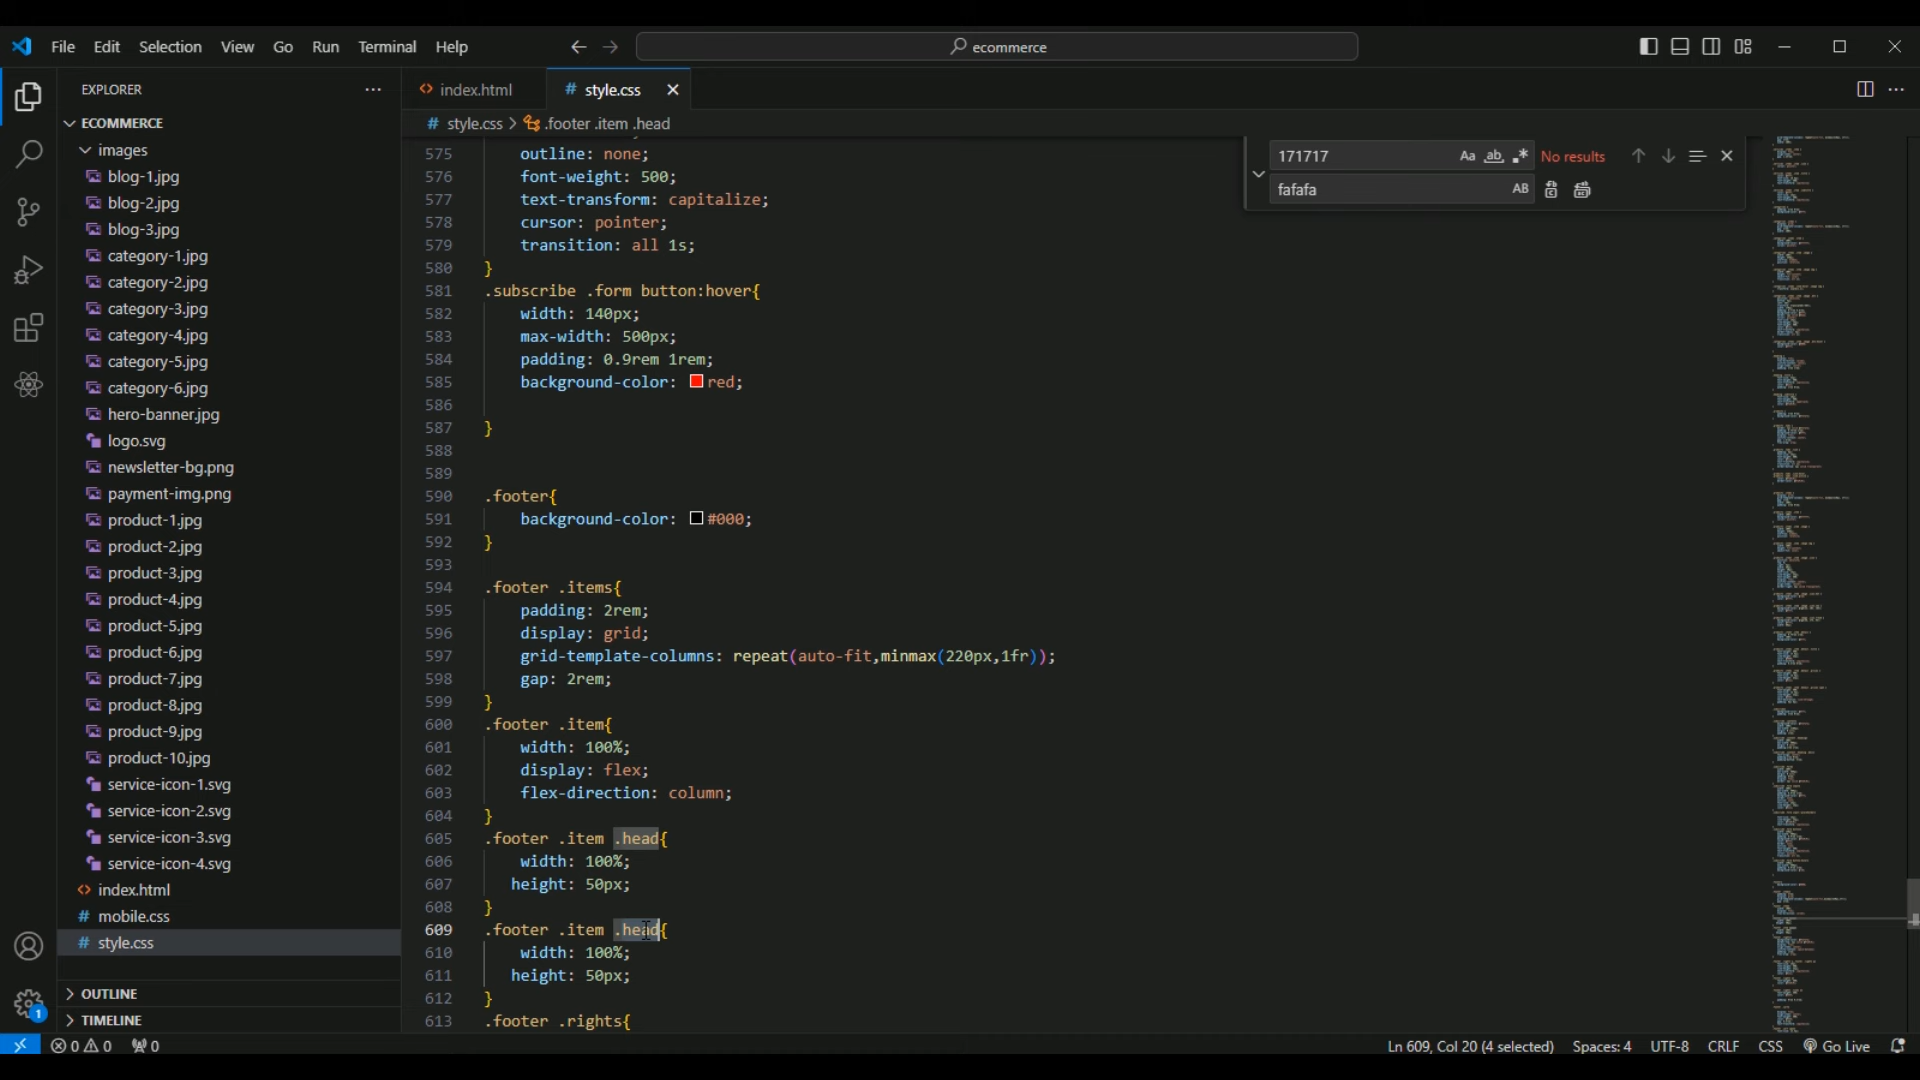 File Edit Selection View Go Run Terminal Help
ecommerce
EXPLORER
index.html
# style.css
ECOMMERCE
# style.css > .footer .item .head
images
blog-1.jpg
blog-2.jpg
blog-3.jpg
category-1.jpg
category-2.jpg
category-3.jpg
category-4.jpg
category-5.jpg
category-6.jpg
hero-banner.jpg
logo.svg
newsletter-bg.png
payment-img.png
product-1.jpg
product-2.jpg
product-3.jpg
product-4.jpg
product-5.jpg
product-6.jpg
product-7.jpg
product-8.jpg
product-9.jpg
product-10.jpg
service-icon-1.svg
service-icon-2.svg
service-icon-3.svg
service-icon-4.svg
index.html
# mobile.css
# style.css
OUTLINE
TIMELINE
1
171717 Aa ab .* No results
fafafa AB
575 outline: none;
576 font-weight: 500;
577 text-transform: capitalize;
578 cursor: pointer;
579 transition: all 1s;
580 }
581 .subscribe .form button:hover{
582 width: 140px;
583 max-width: 500px;
584 padding: 0.9rem 1rem;
585 background-color: red;
586
587 }
588
589
590 .footer{
591 background-color: #000;
592 }
593
594 .footer .items{
595 padding: 2rem;
596 display: grid;
597 grid-template-columns: repeat(auto-fit,minmax(220px,1fr));
598 gap: 2rem;
599 }
600 .footer .item{
601 width: 100%;
602 display: flex;
603 flex-direction: column;
604 }
605 .footer .item .head{
606 width: 100%;
607 height: 50px;
608 }
609 .footer .item .head{
610 width: 100%;
611 height: 50px;
612 }
613 .footer .rights{
0 0 0
Ln 609, Col 20 (4 selected) Spaces: 4 UTF-8 CRLF CSS Go Live